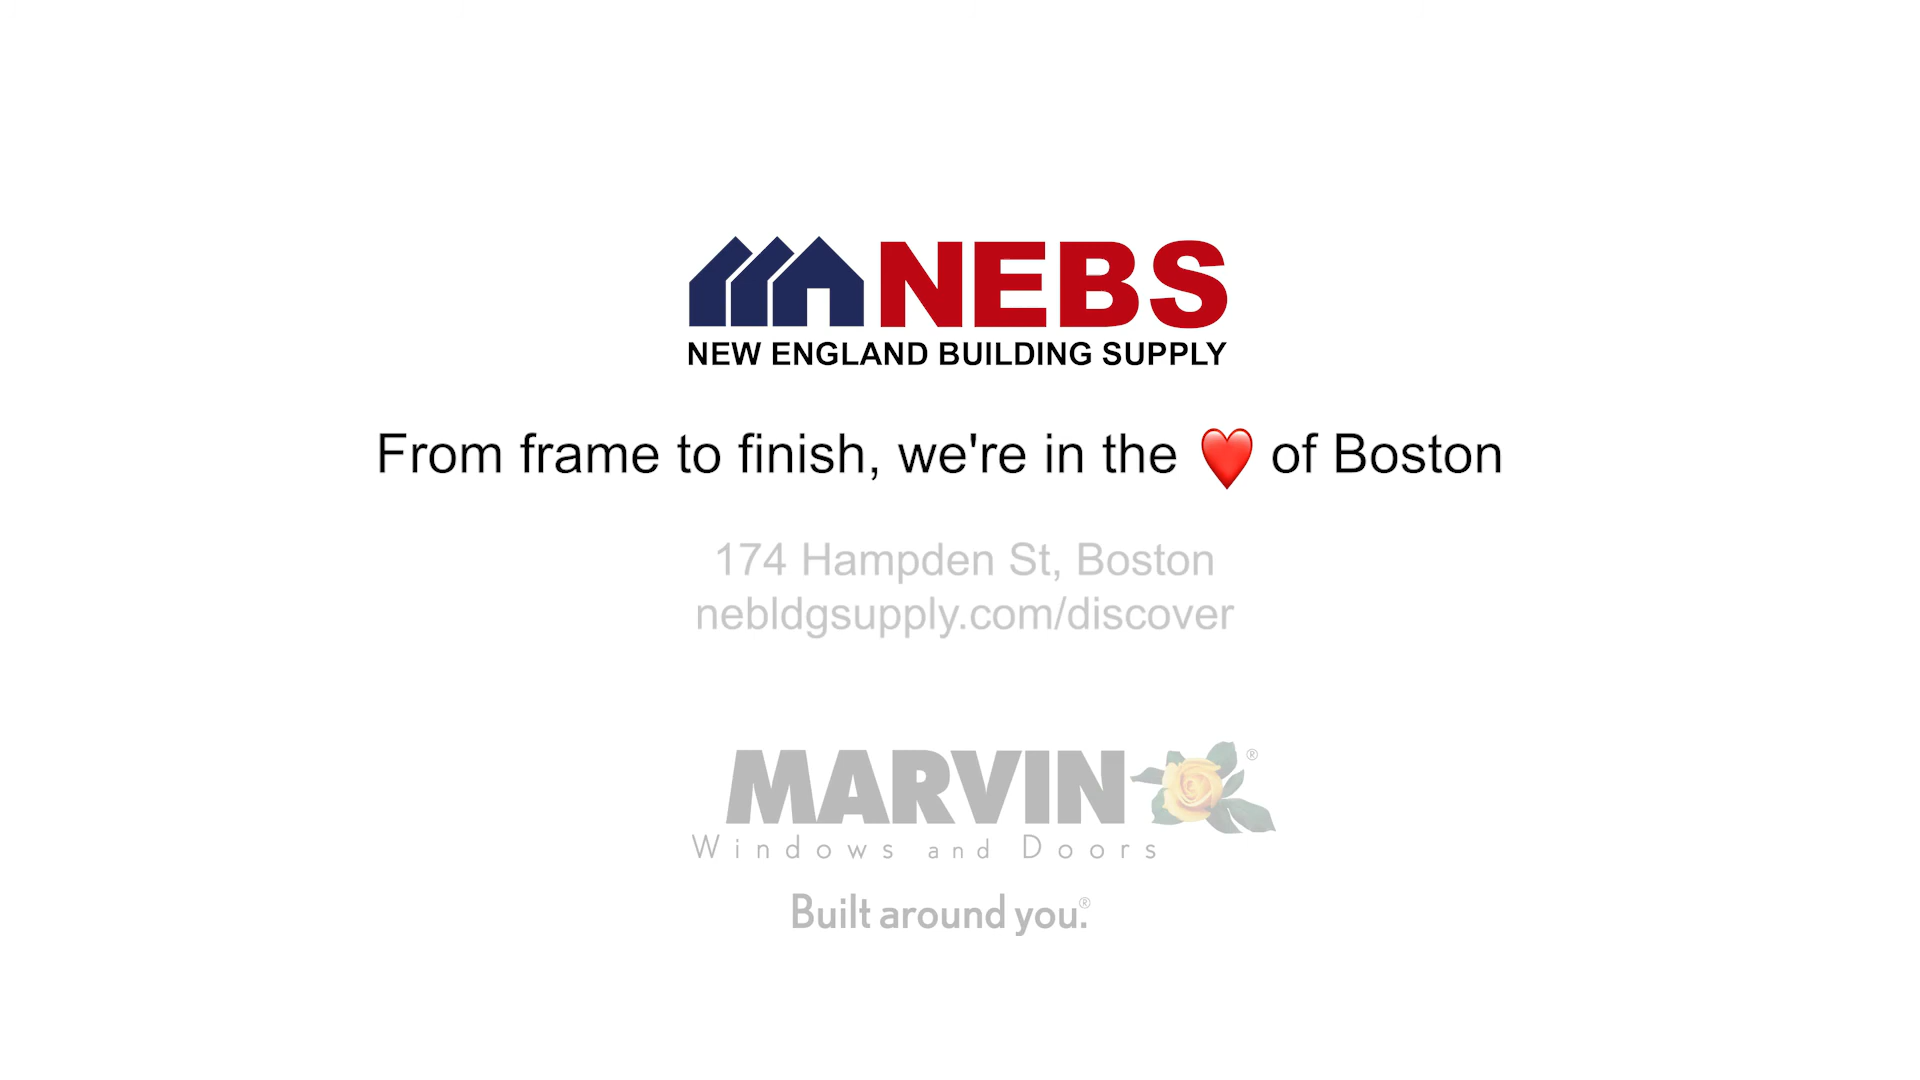 NEBS
NEW ENGLAND BUILDING SUPPLY
From frame to finish, we're in the ❤️ of Boston
174 Hampden St, Boston
nebldgsupply.com/discover
MARVIN®
Windows and Doors
Built around you.®